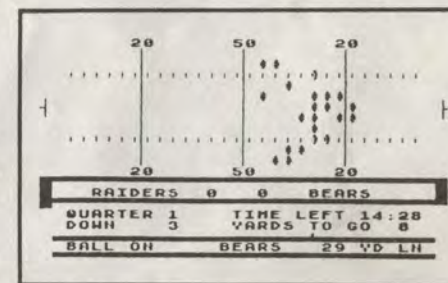 20 50 20
20 50 20
RAIDERS 0 0 BEARS
QUARTER 1 TIME LEFT 14:28
DOWN 3 YARDS TO GO 8
BALL ON BEARS 29 YD LN